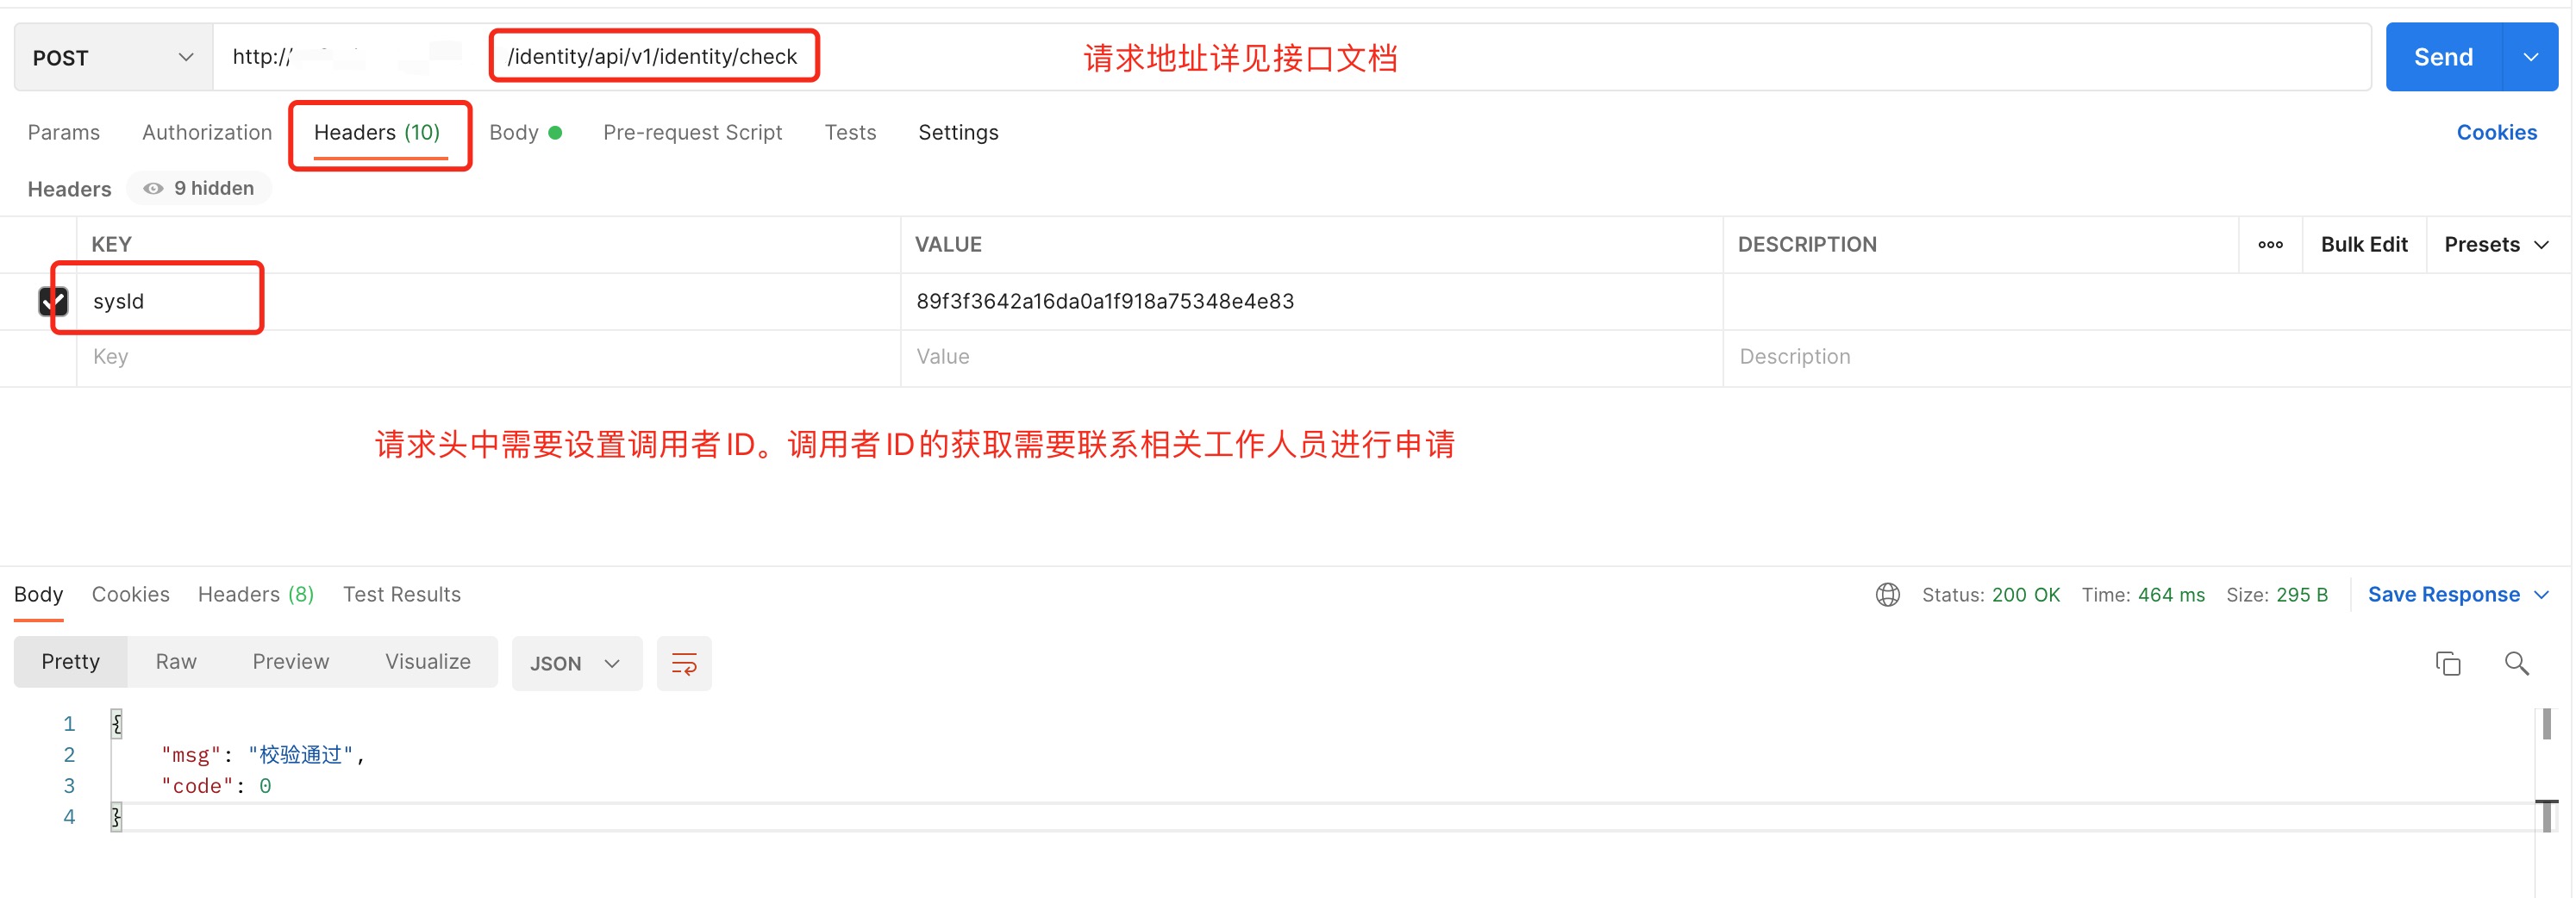 POST http:// /identity/api/v1/identity/check 请求地址详见接口文档 Send
Params Authorization Headers (10) Body Pre-request Script Tests Settings Cookies
Headers 9 hidden
KEY VALUE DESCRIPTION ooo Bulk Edit Presets
sysId 89f3f3642a16da0a1f918a75348e4e83
Key Value Description
请求头中需要设置调用者ID。调用者ID的获取需要联系相关工作人员进行申请
Body Cookies Headers (8) Test Results Status: 200 OK Time: 464 ms Size: 295 B Save Response
Pretty Raw Preview Visualize JSON
1 {
2 "msg": "校验通过",
3 "code": 0
4 }